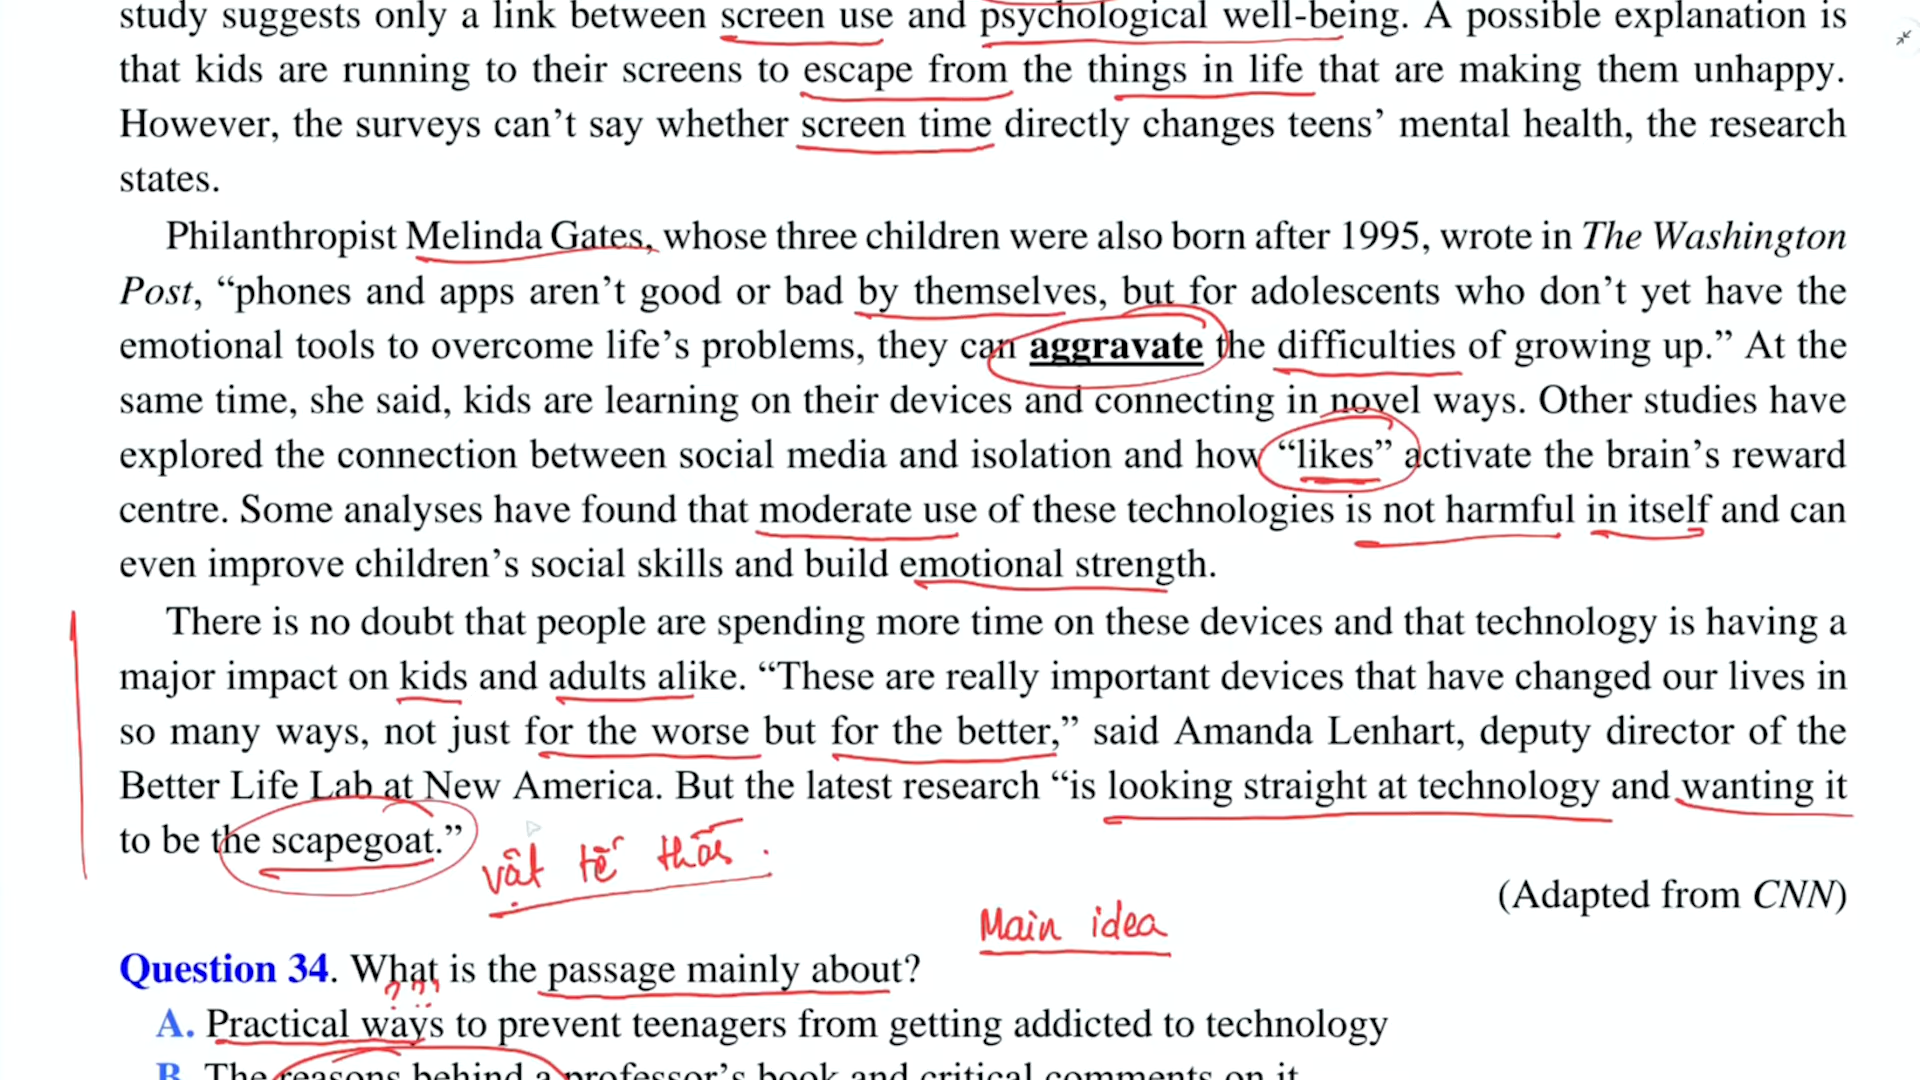 study suggests only a link between screen use and psychological well-being. A possible explanation is
that kids are running to their screens to escape from the things in life that are making them unhappy.
However, the surveys can’t say whether screen time directly changes teens’ mental health, the research
states.
Philanthropist Melinda Gates, whose three children were also born after 1995, wrote in The Washington
Post, “phones and apps aren’t good or bad by themselves, but for adolescents who don’t yet have the
emotional tools to overcome life’s problems, they can aggravate the difficulties of growing up.” At the
same time, she said, kids are learning on their devices and connecting in novel ways. Other studies have
explored the connection between social media and isolation and how “likes” activate the brain’s reward
centre. Some analyses have found that moderate use of these technologies is not harmful in itself and can
even improve children’s social skills and build emotional strength.
There is no doubt that people are spending more time on these devices and that technology is having a
major impact on kids and adults alike. “These are really important devices that have changed our lives in
so many ways, not just for the worse but for the better,” said Amanda Lenhart, deputy director of the
Better Life Lab at New America. But the latest research “is looking straight at technology and wanting it
to be the scapegoat.”
vật tế thần.
(Adapted from CNN)
Main idea
Question 34. What is the passage mainly about?
???
A. Practical ways to prevent teenagers from getting addicted to technology
B. The reasons behind a professor’s book and critical comments on it